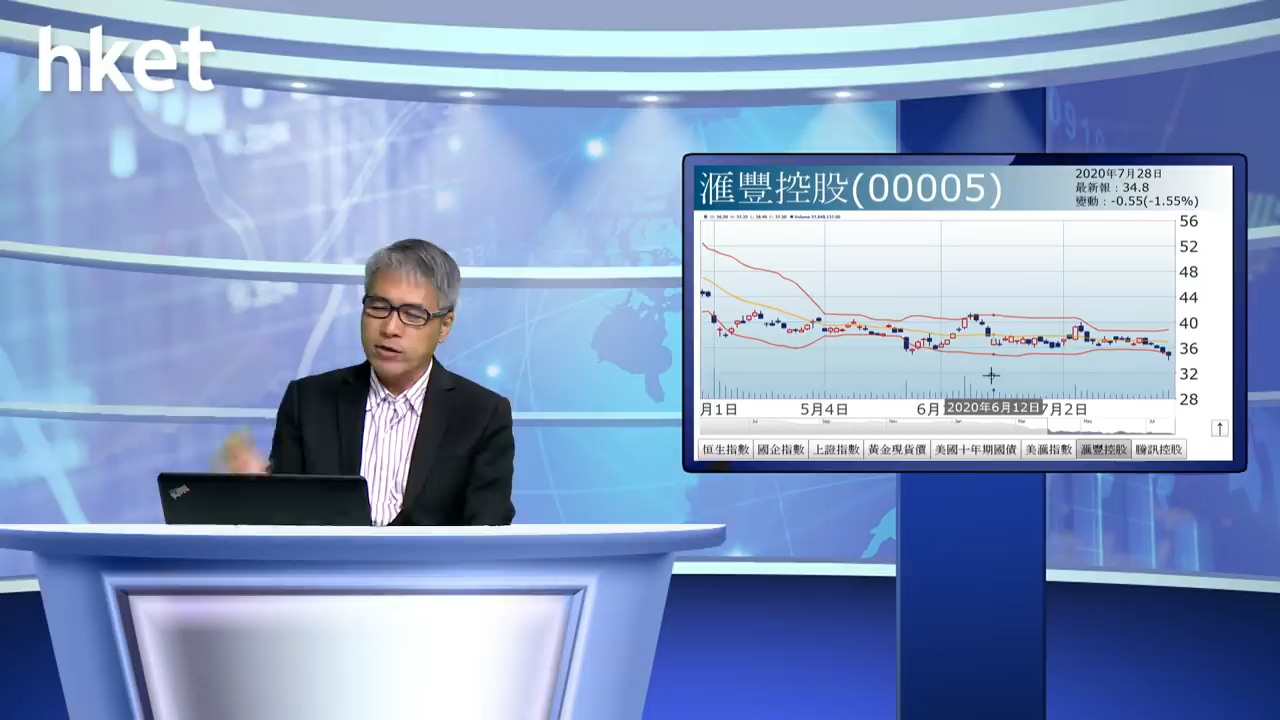 hket
滙豐控股(00005)
2020年7月28日
最新報：34.8
變動：-0.55(-1.55%)
56
52
48
44
40
36
32
28
月1日 5月4日 6月 2020年6月12日 7月2日
恒生指數 國企指數 上證指數 黃金現貨價 美國十年期國債 美滙指數 滙豐控股 騰訊控股